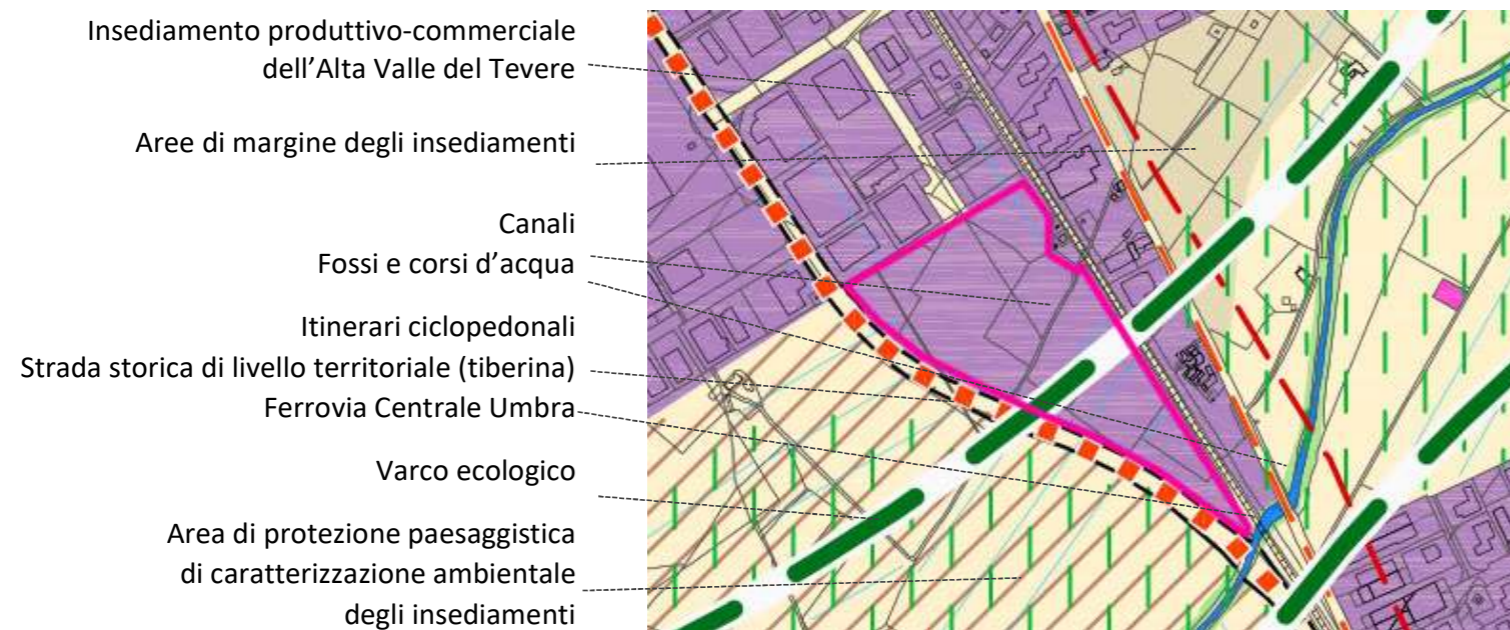 Insediamento produttivo-commerciale
dell’Alta Valle del Tevere
Aree di margine degli insediamenti
Canali
Fossi e corsi d’acqua
Itinerari ciclopedonali
Strada storica di livello territoriale (tiberina)
Ferrovia Centrale Umbra
Varco ecologico
Area di protezione paesaggistica
di caratterizzazione ambientale
degli insediamenti